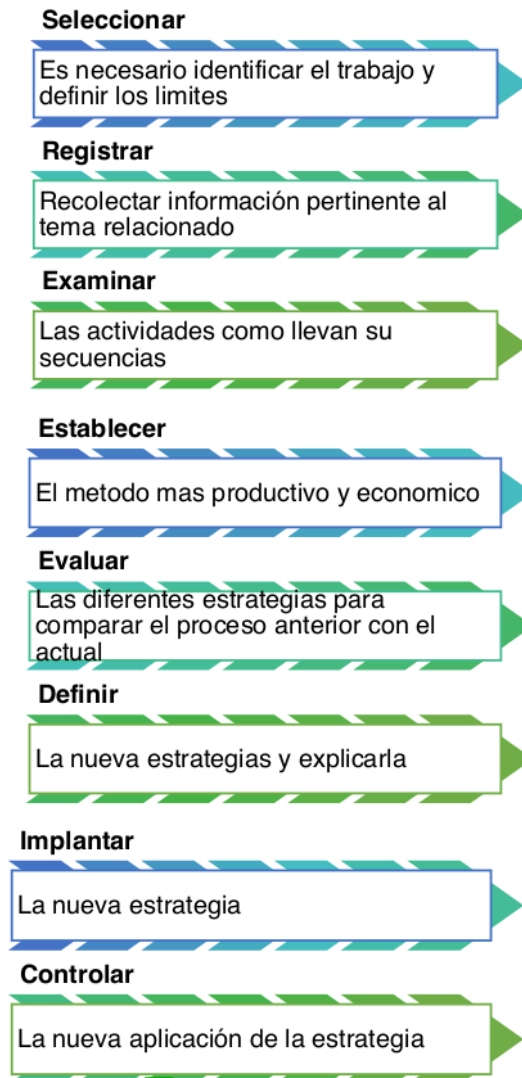 Seleccionar
Es necesario identificar el trabajo y
definir los limites
Registrar
Recolectar información pertinente al
tema relacionado
Examinar
Las actividades como llevan su
secuencias
Establecer
El metodo mas productivo y economico
Evaluar
Las diferentes estrategias para
comparar el proceso anterior con el
actual
Definir
La nueva estrategias y explicarla
Implantar
La nueva estrategia
Controlar
La nueva aplicación de la estrategia